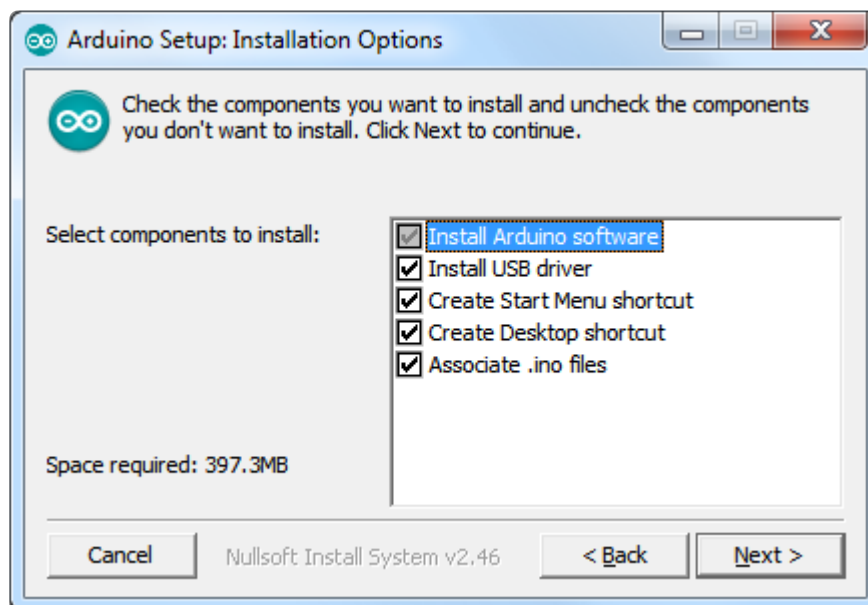 Arduino Setup: Installation Options
Check the components you want to install and uncheck the components
you don't want to install. Click Next to continue.
Select components to install:
Install Arduino software
Install USB driver
Create Start Menu shortcut
Create Desktop shortcut
Associate .ino files
Space required: 397.3MB
Cancel
Nullsoft Install System v2.46
< Back
Next >